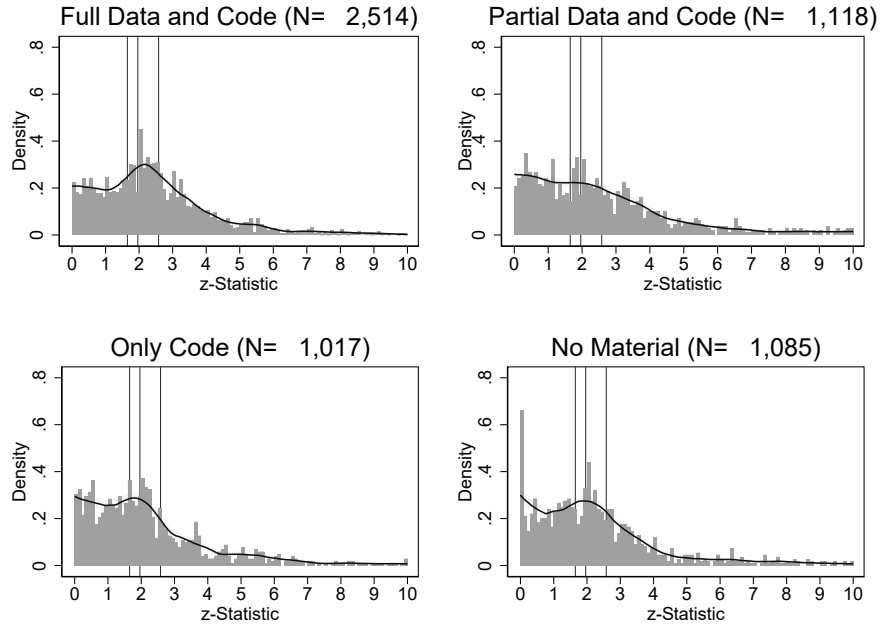 Full Data and Code (N= 2,514)
Density
0 .2 .4 .6 .8
0 1 2 3 4 5 6 7 8 9 10
z-Statistic
Partial Data and Code (N= 1,118)
Density
0 .2 .4 .6 .8
0 1 2 3 4 5 6 7 8 9 10
z-Statistic
Only Code (N= 1,017)
Density
0 .2 .4 .6 .8
0 1 2 3 4 5 6 7 8 9 10
z-Statistic
No Material (N= 1,085)
Density
0 .2 .4 .6 .8
0 1 2 3 4 5 6 7 8 9 10
z-Statistic